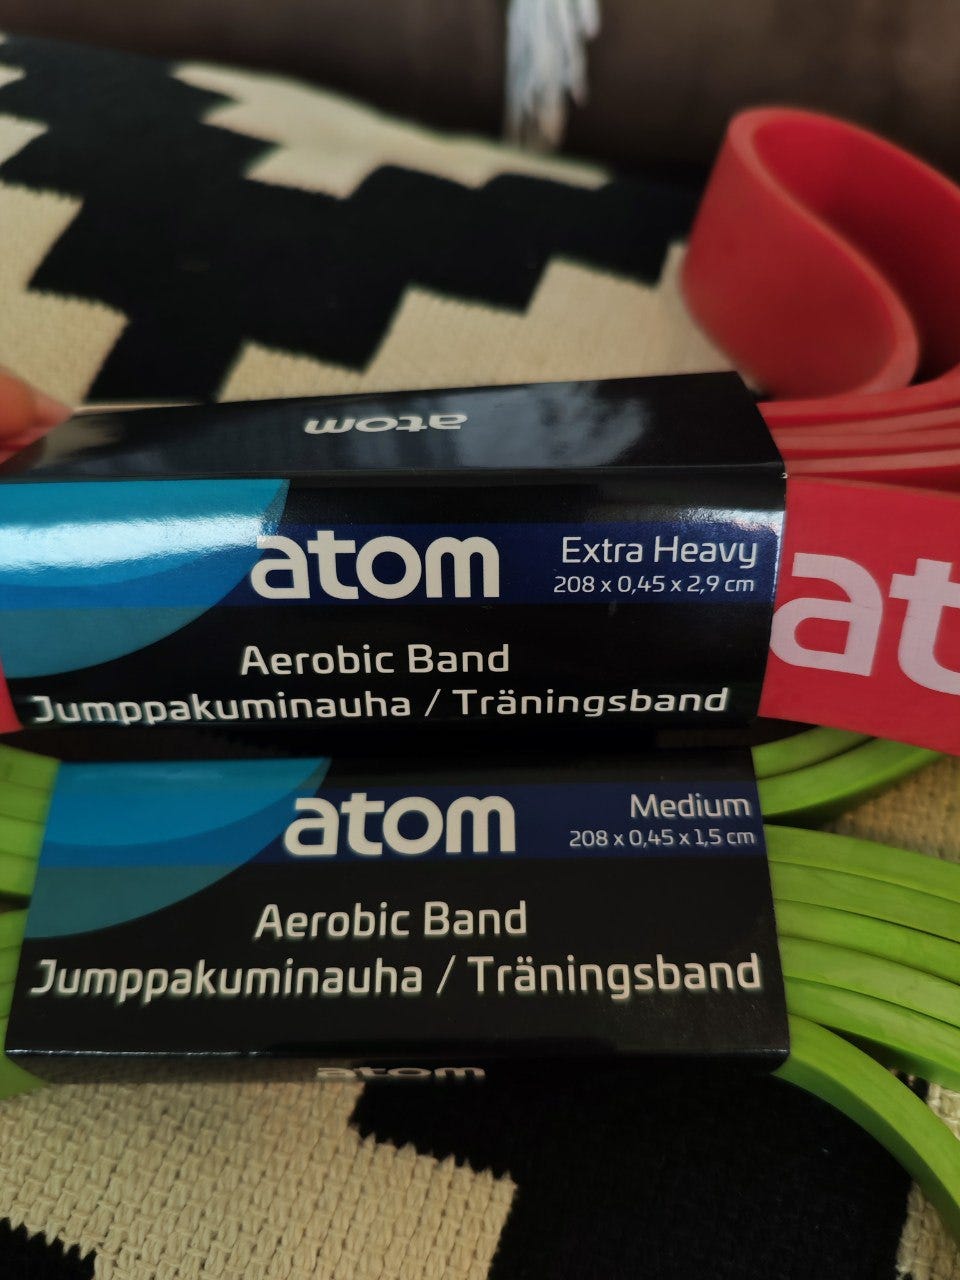 atom
atom
Extra Heavy
208 x 0,45 x 2,9 cm
Aerobic Band
Jumppakuminauha / Träningsband
at
atom
Medium
208 x 0,45 x 1,5 cm
Aerobic Band
Jumppakuminauha / Träningsband
atom